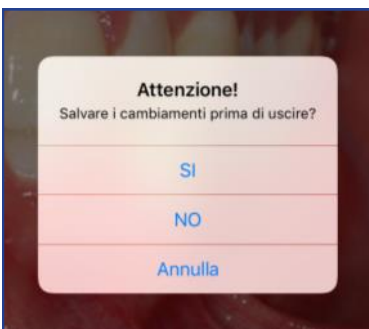 Attenzione!
Salvare i cambiamenti prima di uscire?
SI
NO
Annulla